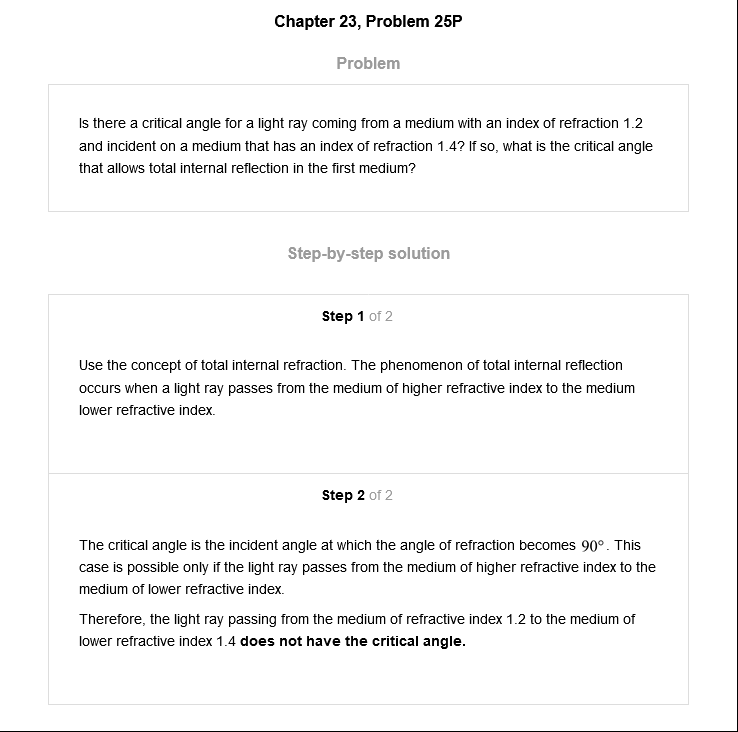 Chapter 23, Problem 25P
Problem
Is there a critical angle for a light ray coming from a medium with an index of refraction 1.2
and incident on a medium that has an index of refraction 1.4? If so, what is the critical angle
that allows total internal reflection in the first medium?
Step-by-step solution
Step 1 of 2
Use the concept of total internal refraction. The phenomenon of total internal reflection
occurs when a light ray passes from the medium of higher refractive index to the medium
lower refractive index.
Step 2 of 2
The critical angle is the incident angle at which the angle of refraction becomes 90°. This
case is possible only if the light ray passes from the medium of higher refractive index to the
medium of lower refractive index.
Therefore, the light ray passing from the medium of refractive index 1.2 to the medium of
lower refractive index 1.4 does not have the critical angle.